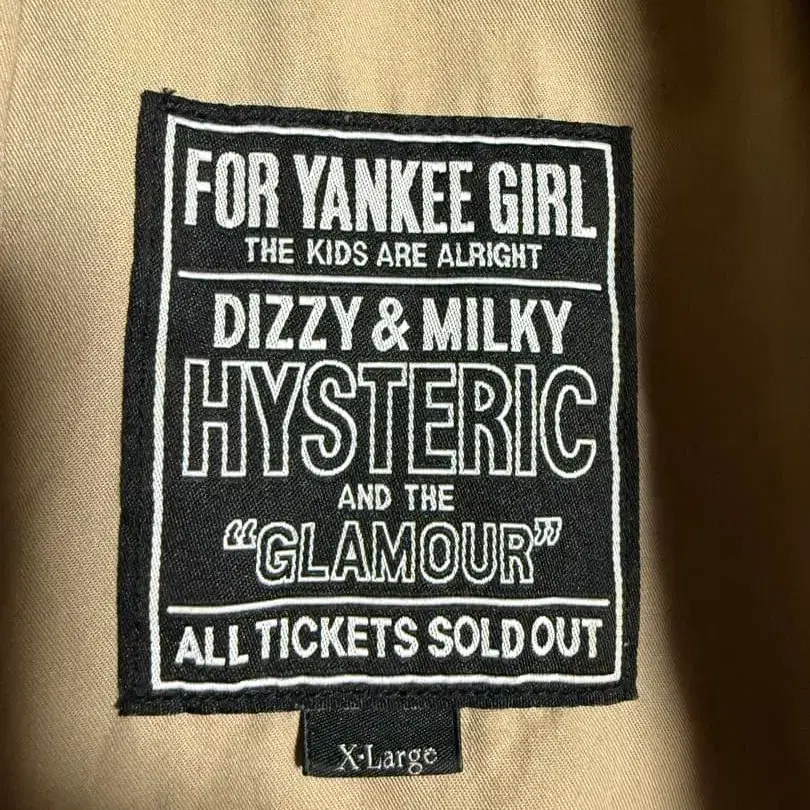 FOR YANKEE GIRL
THE KIDS ARE ALRIGHT
DIZZY & MILKY
HYSTERIC
AND THE
“GLAMOUR”
ALL TICKETS SOLD OUT
X·Large